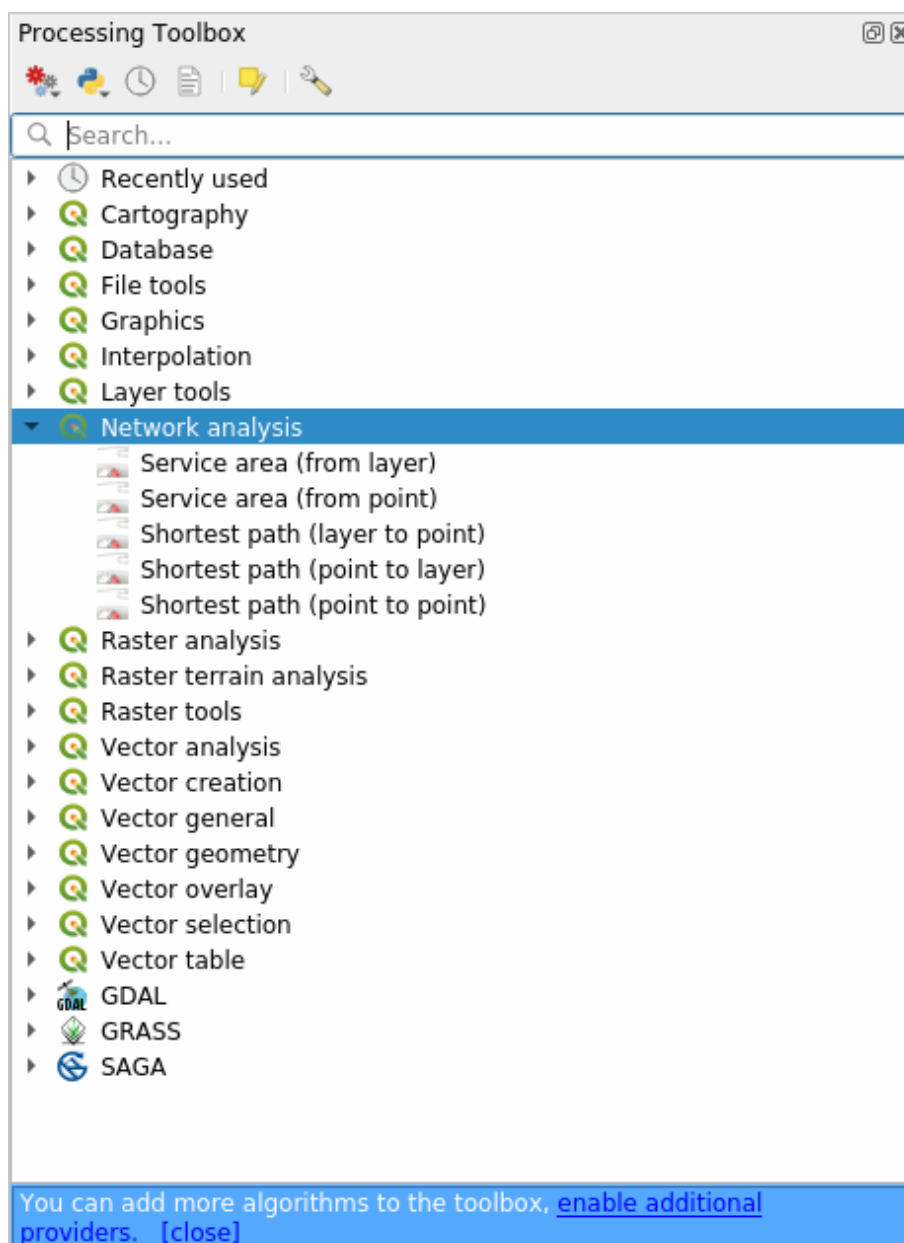 Processing Toolbox
Search...
Recently used
Cartography
Database
File tools
Graphics
Interpolation
Layer tools
Network analysis
Service area (from layer)
Service area (from point)
Shortest path (layer to point)
Shortest path (point to layer)
Shortest path (point to point)
Raster analysis
Raster terrain analysis
Raster tools
Vector analysis
Vector creation
Vector general
Vector geometry
Vector overlay
Vector selection
Vector table
GDAL GDAL
GRASS
SAGA
You can add more algorithms to the toolbox, enable additional
providers. [close]